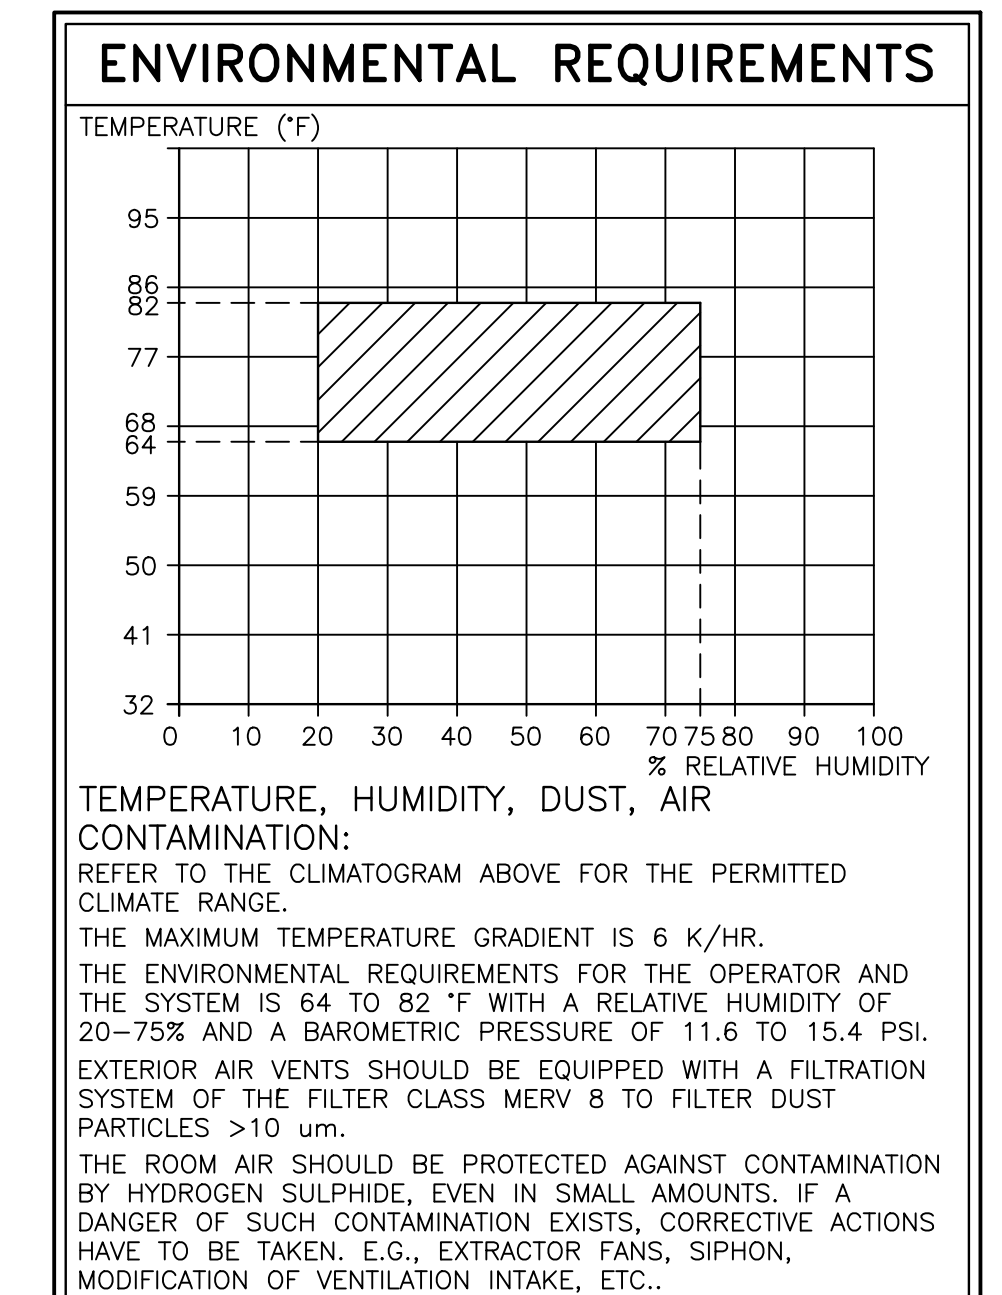 ENVIRONMENTAL REQUIREMENTS
TEMPERATURE (°F)
95
86
82
77
68
64
59
50
41
32
0 10 20 30 40 50 60 70 75 80 90 100
% RELATIVE HUMIDITY
TEMPERATURE, HUMIDITY, DUST, AIR
CONTAMINATION:
REFER TO THE CLIMATOGRAM ABOVE FOR THE PERMITTED
CLIMATE RANGE.
THE MAXIMUM TEMPERATURE GRADIENT IS 6 K/HR.
THE ENVIRONMENTAL REQUIREMENTS FOR THE OPERATOR AND
THE SYSTEM IS 64 TO 82 °F WITH A RELATIVE HUMIDITY OF
20-75% AND A BAROMETRIC PRESSURE OF 11.6 TO 15.4 PSI.
EXTERIOR AIR VENTS SHOULD BE EQUIPPED WITH A FILTRATION
SYSTEM OF THE FILTER CLASS MERV 8 TO FILTER DUST
PARTICLES >10 um.
THE ROOM AIR SHOULD BE PROTECTED AGAINST CONTAMINATION
BY HYDROGEN SULPHIDE, EVEN IN SMALL AMOUNTS. IF A
DANGER OF SUCH CONTAMINATION EXISTS, CORRECTIVE ACTIONS
HAVE TO BE TAKEN. E.G., EXTRACTOR FANS, SIPHON,
MODIFICATION OF VENTILATION INTAKE, ETC..